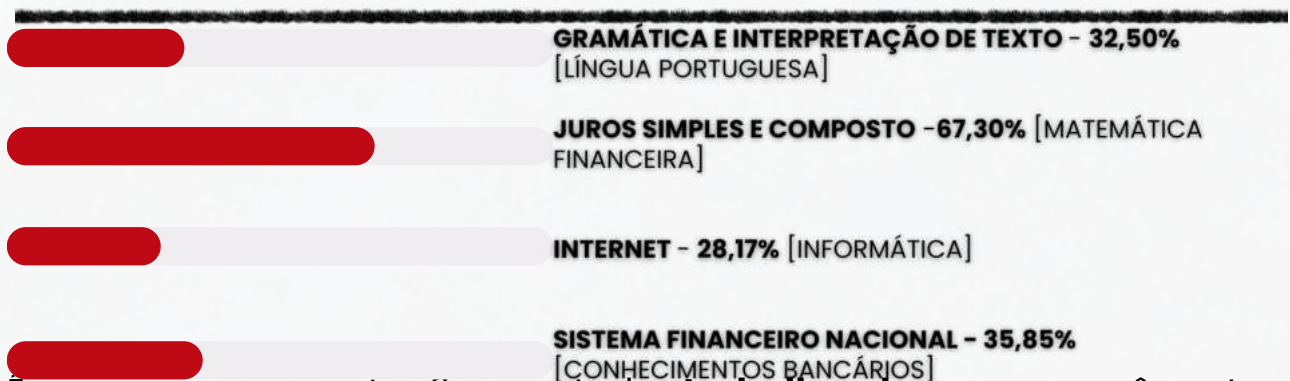 GRAMÁTICA E INTERPRETAÇÃO DE TEXTO - 32,50%
[LÍNGUA PORTUGUESA]
JUROS SIMPLES E COMPOSTO -67,30% [MATEMÁTICA
FINANCEIRA]
INTERNET - 28,17% [INFORMÁTICA]
SISTEMA FINANCEIRO NACIONAL - 35,85%
[CONHECIMENTOS BANCÁRIOS]